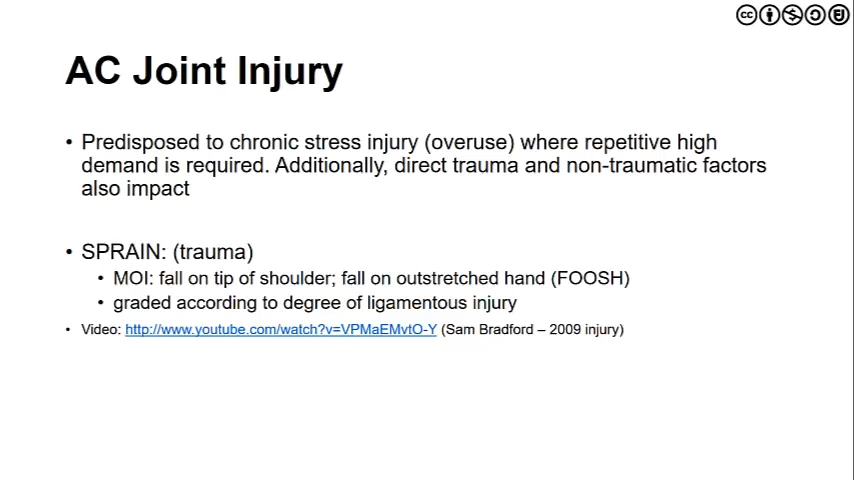 AC Joint Injury
• Predisposed to chronic stress injury (overuse) where repetitive high
demand is required. Additionally, direct trauma and non-traumatic factors
also impact
• SPRAIN: (trauma)
• MOI: fall on tip of shoulder; fall on outstretched hand (FOOSH)
• graded according to degree of ligamentous injury
• Video: http://www.youtube.com/watch?v=VPMaEMvtO-Y (Sam Bradford – 2009 injury)